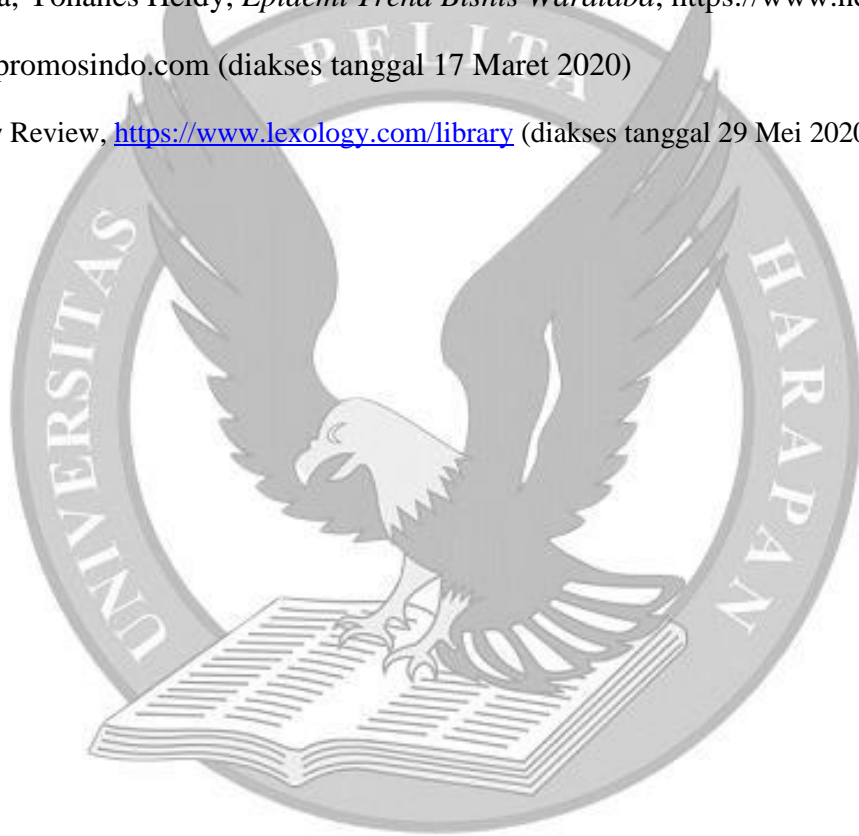 Yohanes Heidy, Epidemi Trend Bisnis Waralaba, https://www.
promosindo.com (diakses tanggal 17 Maret 2020)
Review, https://www.lexology.com/library (diakses tanggal 29 Mei 2020
UNIVERSITAS PELITA HARAPAN